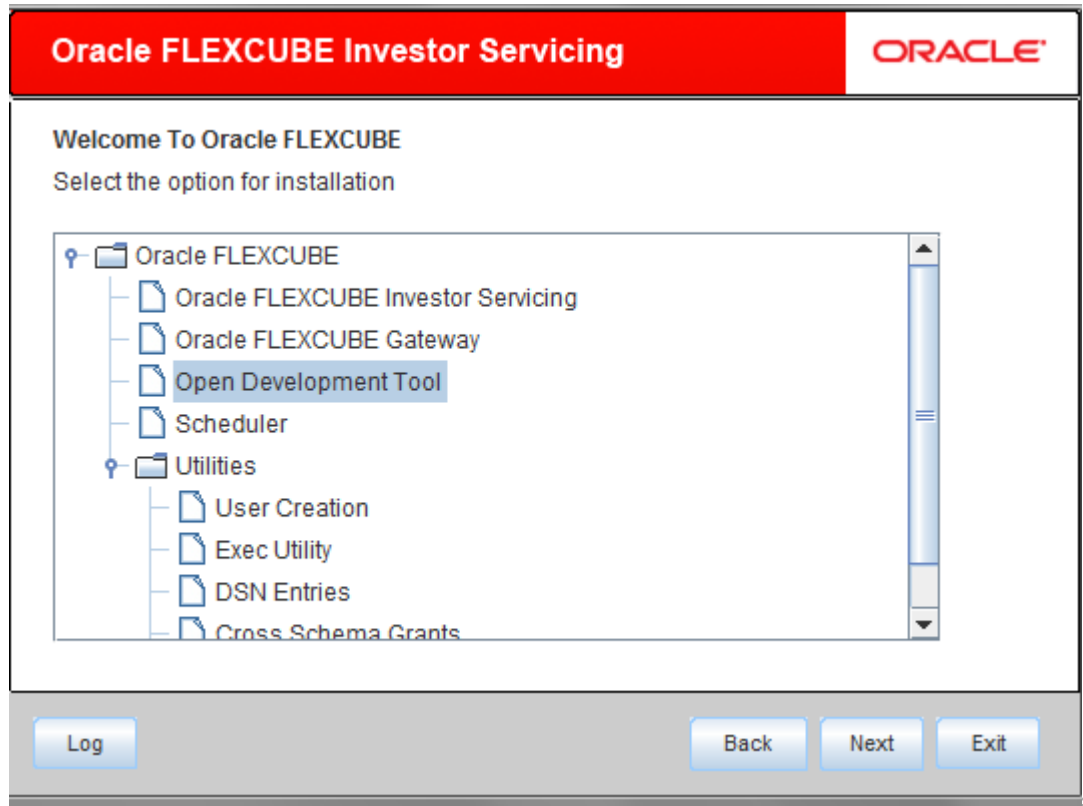 Oracle FLEXCUBE Investor Servicing
ORACLE
Welcome To Oracle FLEXCUBE
Select the option for installation
Oracle FLEXCUBE
Oracle FLEXCUBE Investor Servicing
Oracle FLEXCUBE Gateway
Open Development Tool
Scheduler
Utilities
User Creation
Exec Utility
DSN Entries
Cross Schema Grants
Log
Back
Next
Exit